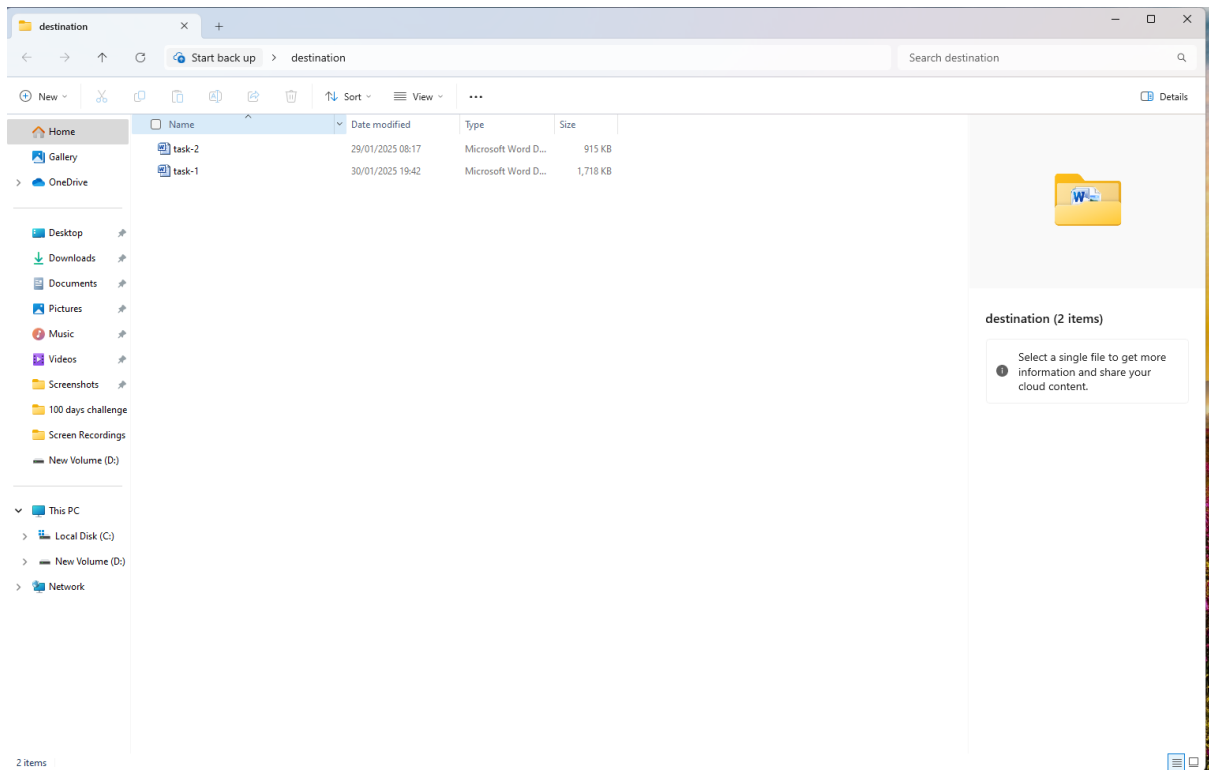 destination
Start back up > destination
Search destination
New
Sort
View
Details
Name Date modified Type Size
task-2 29/01/2025 08:17 Microsoft Word D... 915 KB
task-1 30/01/2025 19:42 Microsoft Word D... 1,718 KB
Home
Gallery
OneDrive
Desktop
Downloads
Documents
Pictures
Music
Videos
Screenshots
100 days challenge
Screen Recordings
New Volume (D:)
This PC
Local Disk (C:)
New Volume (D:)
Network
W
destination (2 items)
Select a single file to get more
information and share your
cloud content.
2 items